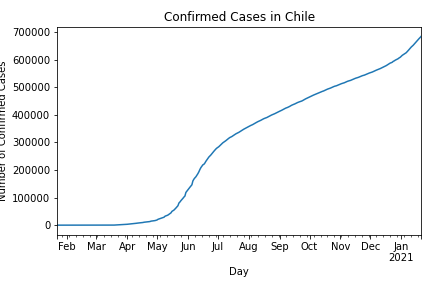 Confirmed Cases in Chile
700000
600000
500000
400000
300000
200000
100000
0
Number of Confirmed Cases
Feb Mar Apr May Jun Jul Aug Sep Oct Nov Dec Jan
2021
Day